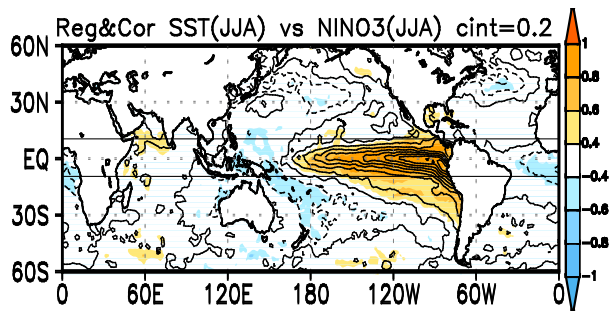 Reg&Cor SST(JJA) vs NINO3(JJA) cint=0.2
60N
30N
EQ
30S
60S
0 60E 120E 180 120W 60W 0
1
0.8
0.6
0.4
-0.4
-0.6
-0.8
-1